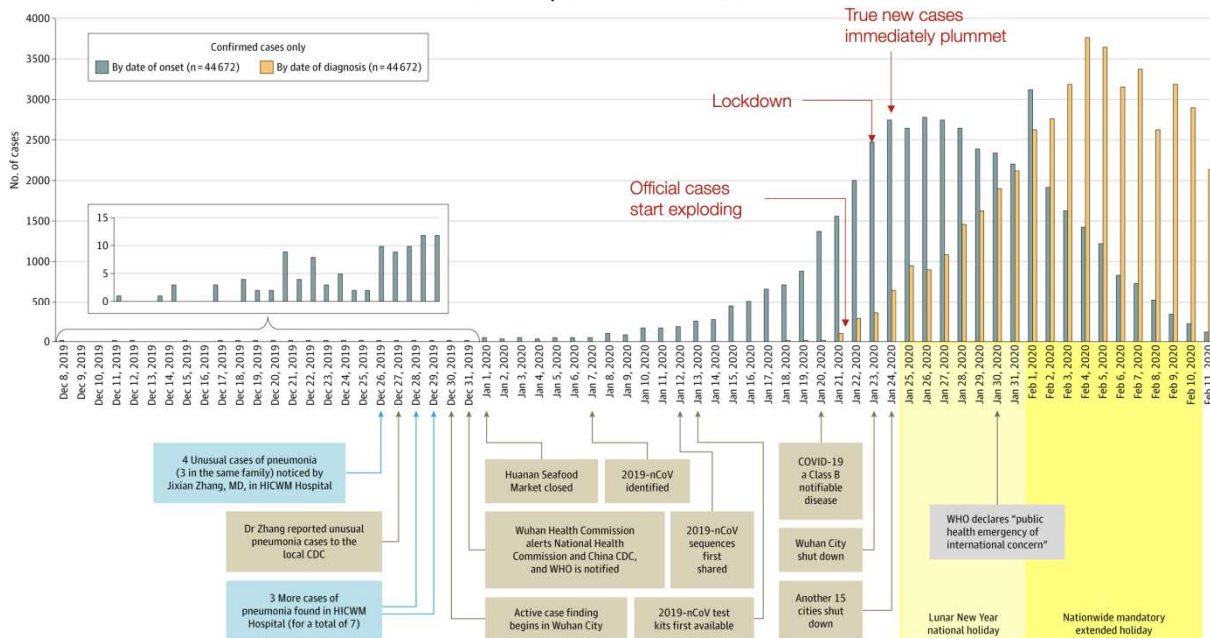 4000
3500
3000
2500
2000
1500
1000
500
0
No. of cases
Confirmed cases only
By date of onset (n=44672)
By date of diagnosis (n=44672)
True new cases
immediately plummet
Lockdown
Official cases
start exploding
15
10
5
0
Dec 8, 2019
Dec 9, 2019
Dec 10, 2019
Dec 11, 2019
Dec 12, 2019
Dec 13, 2019
Dec 14, 2019
Dec 15, 2019
Dec 16, 2019
Dec 17, 2019
Dec 18, 2019
Dec 19, 2019
Dec 20, 2019
Dec 21, 2019
Dec 22, 2019
Dec 23, 2019
Dec 24, 2019
Dec 25, 2019
Dec 26, 2019
Dec 27, 2019
Dec 28, 2019
Dec 29, 2019
Dec 30, 2019
Dec 31, 2019
Jan 1, 2020
Jan 2, 2020
Jan 3, 2020
Jan 4, 2020
Jan 5, 2020
Jan 6, 2020
Jan 7, 2020
Jan 8, 2020
Jan 9, 2020
Jan 10, 2020
Jan 11, 2020
Jan 12, 2020
Jan 13, 2020
Jan 14, 2020
Jan 15, 2020
Jan 16, 2020
Jan 17, 2020
Jan 18, 2020
Jan 19, 2020
Jan 20, 2020
Jan 21, 2020
Jan 22, 2020
Jan 23, 2020
Jan 24, 2020
Jan 25, 2020
Jan 26, 2020
Jan 27, 2020
Jan 28, 2020
Jan 29, 2020
Jan 30, 2020
Jan 31, 2020
Feb 1, 2020
Feb 2, 2020
Feb 3, 2020
Feb 4, 2020
Feb 5, 2020
Feb 6, 2020
Feb 7, 2020
Feb 8, 2020
Feb 9, 2020
Feb 10, 2020
Feb 11, 2020
4 Unusual cases of pneumonia
(3 in the same family) noticed by
Jixian Zhang, MD, in HICWM Hospital
Dr Zhang reported unusual
pneumonia cases to the
local CDC
3 More cases of
pneumonia found in HICWM
Hospital (for a total of 7)
Huanan Seafood
Market closed
2019-nCoV
identified
Wuhan Health Commission
alerts National Health
Commission and China CDC,
and WHO is notified
2019-nCoV
sequences
first
shared
Active case finding
begins in Wuhan City
2019-nCoV test
kits first available
COVID-19
a Class B
notifiable
disease
Wuhan City
shut down
Another 15
cities shut
down
WHO declares “public
health emergency of
international concern”
Lunar New Year
national holiday
Nationwide mandatory
extended holiday